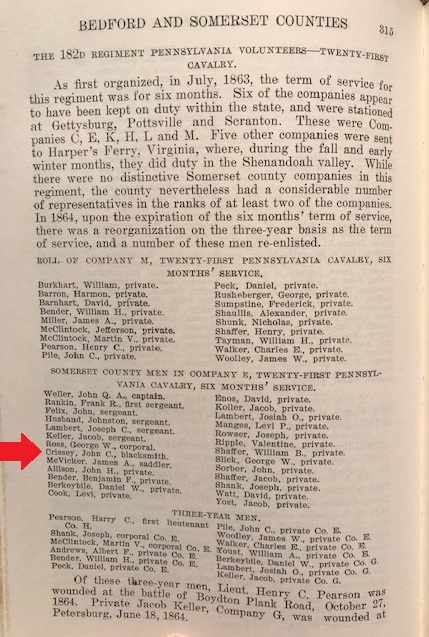 BEDFORD AND SOMERSET COUNTIES 315
THE 182D REGIMENT PENNSYLVANIA VOLUNTEERS—TWENTY-FIRST
CAVALRY.
As first organized, in July, 1863, the term of service for
this regiment was for six months. Six of the companies appear
to have been kept on duty within the state, and were stationed
at Gettysburg, Pottsville and Scranton. These were Com-
panies C, E, K, H, L and M. Five other companies were sent
to Harper's Ferry, Virginia, where, during the fall and early
winter months, they did duty in the Shenandoah valley. While
there were no distinctive Somerset county companies in this
regiment, the county nevertheless had a considerable number
of representatives in the ranks of at least two of the companies.
In 1864, upon the expiration of the six months' term of service,
there was a reorganization on the three-year basis as the term
of service, and a number of these men re-enlisted.
ROLL OF COMPANY M, TWENTY-FIRST PENNSYLVANIA CAVALRY, SIX
MONTHS' SERVICE.
Burkhart, William, private.
Barron, Harmon, private.
Barnhart, David, private.
Bender, William H., private.
Miller, James A., private.
McClintock, Jefferson, private.
McClintock, Martin V., private.
Pearson, Henry C., private.
Pile, John C., private.
Peck, Daniel, private.
Rusheberger, George, private.
Sumpstine, Frederick, private.
Shaullis, Alexander, private.
Shunk, Nicholas, private.
Shaffer, Henry, private.
Tayman, William H., private.
Walker, Charles E., private.
Woolley, James W., private.
SOMERSET COUNTY MEN IN COMPANY E, TWENTY-FIRST PENNSYL-
VANIA CAVALRY, SIX MONTHS' SERVICE.
Weller, John Q. A., captain.
Rankin, Frank R., first sergeant.
Felix, John, sergeant.
Husband, Johnston, sergeant.
Lambert, Joseph C., sergeant.
Keller, Jacob, sergeant.
Ross, George W., corporal.
Crissey, John C., blacksmith.
McVicker, James A., saddler.
Allison, John H., private.
Bender, Benjamin F., private.
Berkeybile, Daniel W., private.
Cook, Levi, private.
Enos, David, private.
Koller, Jacob, private.
Lambert, Josiah O., private.
Manges, Levi P., private.
Rowser, Joseph, private.
Ripple, Valentine, private.
Shaffer, William B., private.
Slick, George W., private.
Sorber, John, private.
Shaffer, Jacob, private.
Shank, Joseph, private.
Watt, David, private.
Yost, Jacob, private.
THREE-YEAR MEN.
Pearson, Harry C., first lieutenant
Co. H.
Shank, Joseph, corporal Co. E.
McClintock, Martin V., corporal Co. E.
Andrews, Albert F., private Co. E.
Bender, William H., private Co. E.
Peck, Daniel, private Co. E.
Pile, John C., private Co. E.
Woolley, James W., private Co. E.
Walker, Charles E., private Co. E.
Youst, William A., private Co. E.
Berkeybile, Daniel W., private Co. G.
Lambert, Josiah O., private Co. G.
Keller, Jacob, private Co. G.
Of these three-year men, Lieut. Henry C. Pearson was
wounded at the battle of Boydton Plank Road, October 27,
1864. Private Jacob Keller, Company G, was wounded at
Petersburg, June 18, 1864.